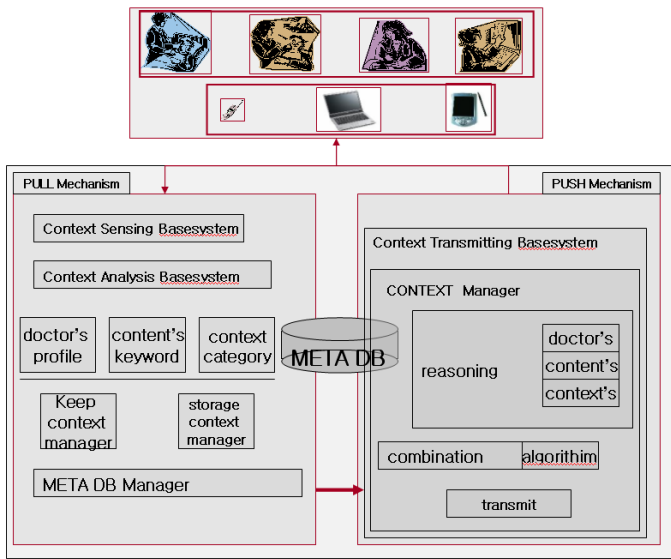 PULL Mechanism
Context Sensing Basesystem
Context Analysis Basesystem
doctor's
profile
content's
keyword
context
category
Keep
context
manager
storage
context
manager
META DB Manager
META DB
PUSH Mechanism
Context Transmitting Basesystem
CONTEXT Manager
reasoning
doctor's
content's
context's
combination
algorithim
transmit